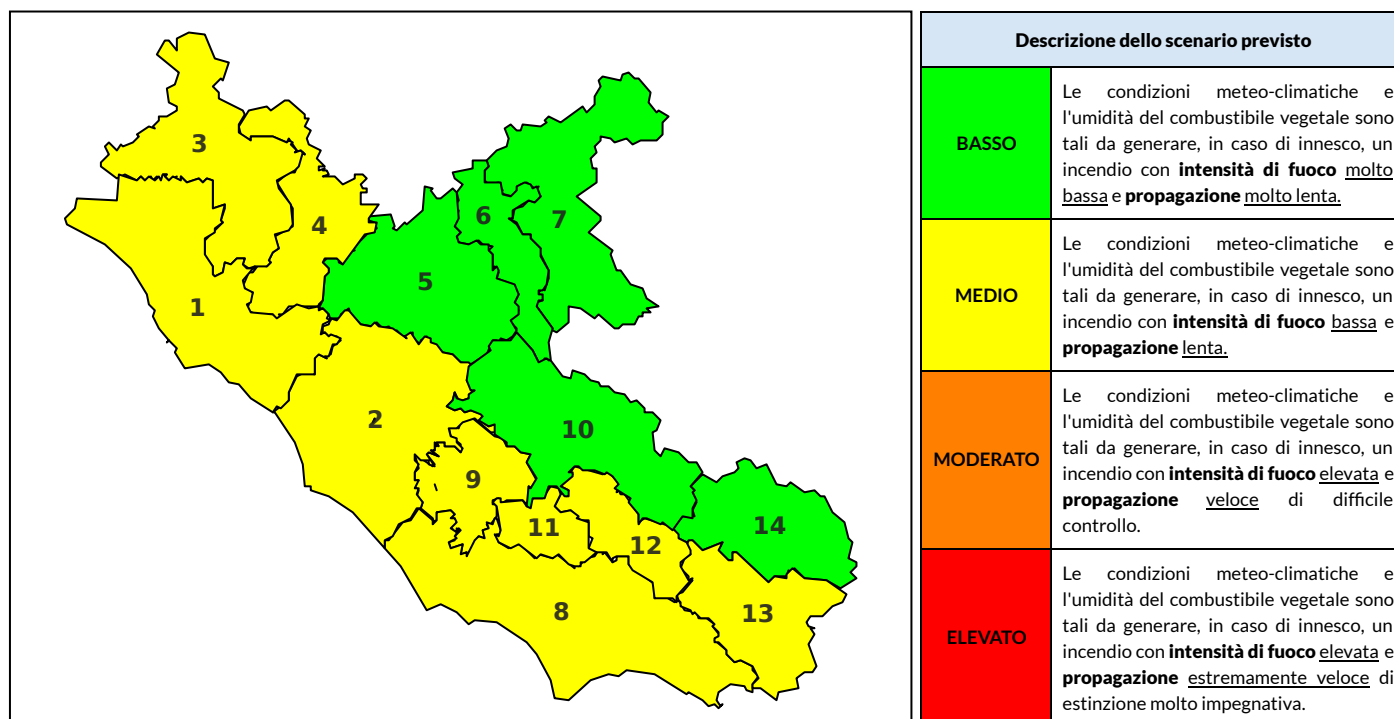 3
4
6
7
5
1
2
10
9
11
12
14
8
13
Descrizione dello scenario previsto
BASSO
Le condizioni meteo-climatiche e
l'umidità del combustibile vegetale sono
tali da generare, in caso di innesco, un
incendio con intensità di fuoco molto
bassa e propagazione molto lenta.
MEDIO
Le condizioni meteo-climatiche e
l'umidità del combustibile vegetale sono
tali da generare, in caso di innesco, un
incendio con intensità di fuoco bassa e
propagazione lenta.
MODERATO
Le condizioni meteo-climatiche e
l'umidità del combustibile vegetale sono
tali da generare, in caso di innesco, un
incendio con intensità di fuoco elevata e
propagazione veloce di difficile
controllo.
ELEVATO
Le condizioni meteo-climatiche e
l'umidità del combustibile vegetale sono
tali da generare, in caso di innesco, un
incendio con intensità di fuoco elevata e
propagazione estremamente veloce di
estinzione molto impegnativa.